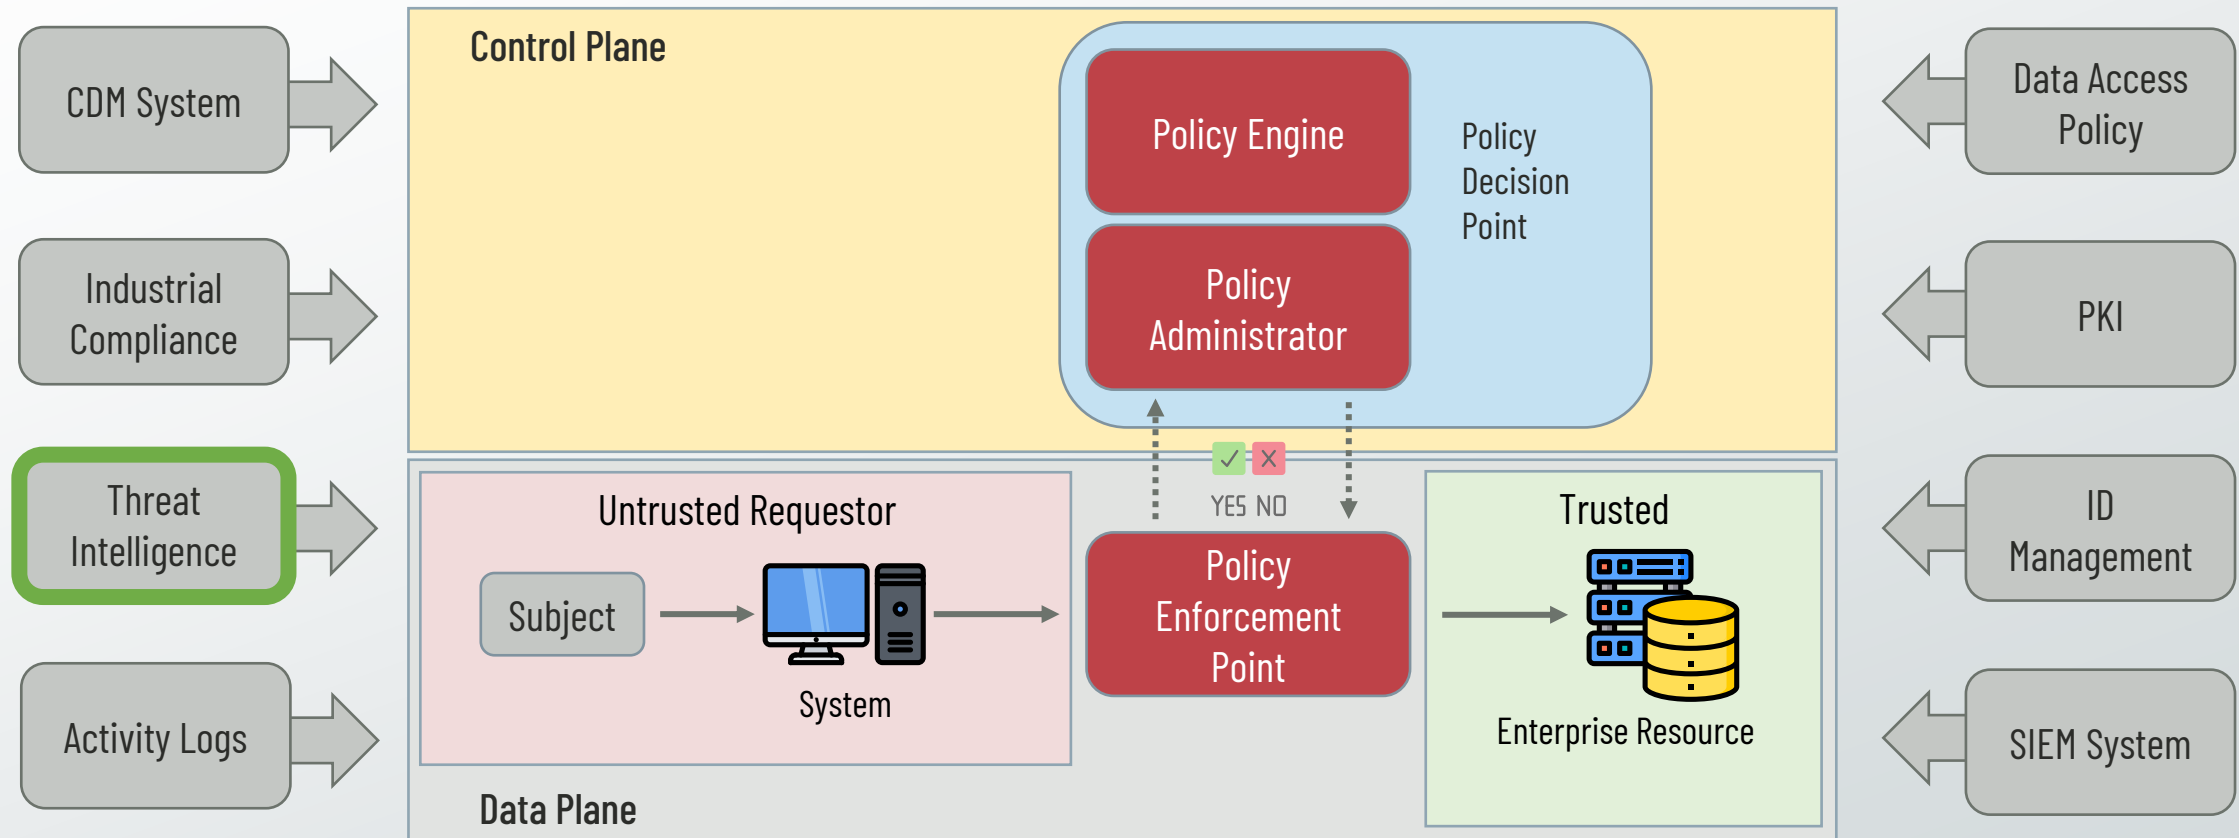 CDM System
Industrial
Compliance
Threat
Intelligence
Activity Logs
Control Plane
Policy Engine
Policy
Administrator
Policy
Decision
Point
YES NO
Untrusted Requestor
Subject
System
Policy
Enforcement
Point
Trusted
Enterprise Resource
Data Plane
Data Access
Policy
PKI
ID
Management
SIEM System